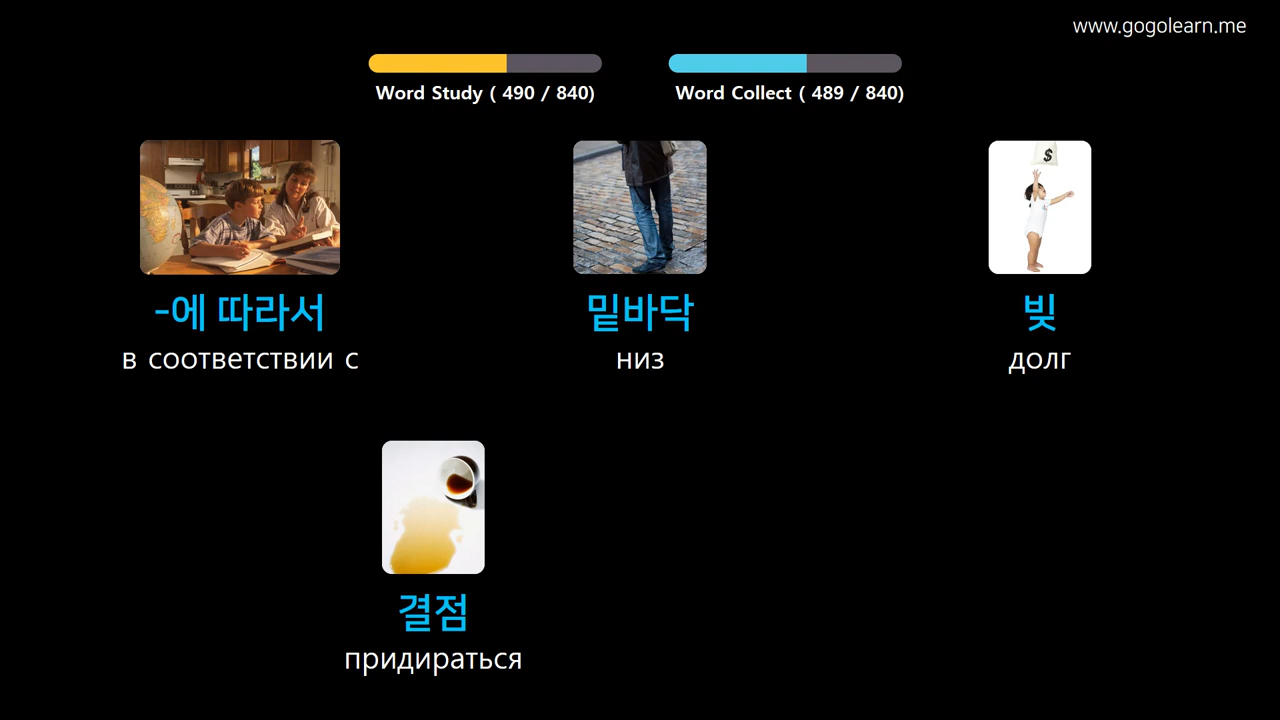 www.gogolearn.me
Word Study ( 490 / 840)
Word Collect ( 489 / 840)
$
-에 따라서
밑바닥
빚
в соответствии с
низ
долг
결점
придираться